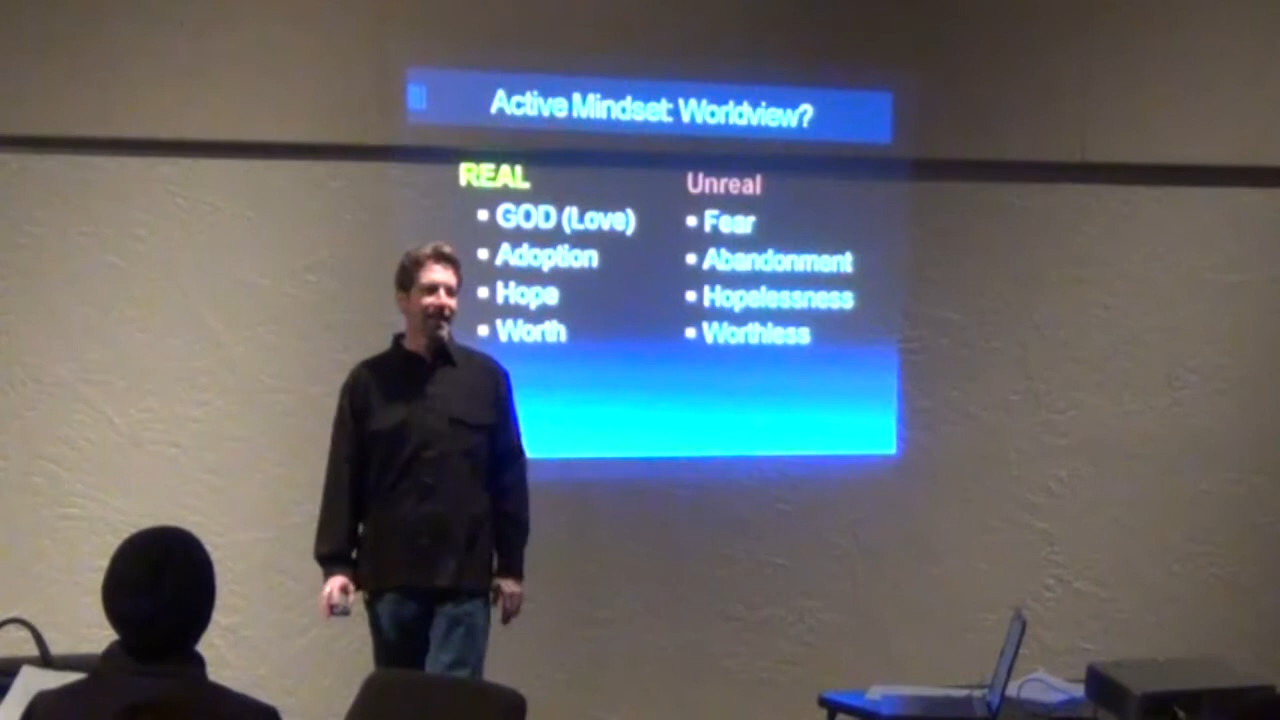 Active Mindset: Worldview?
REAL
▪ GOD (Love)
▪ Adoption
▪ Hope
▪ Worth
Unreal
▪ Fear
▪ Abandonment
▪ Hopelessness
▪ Worthless